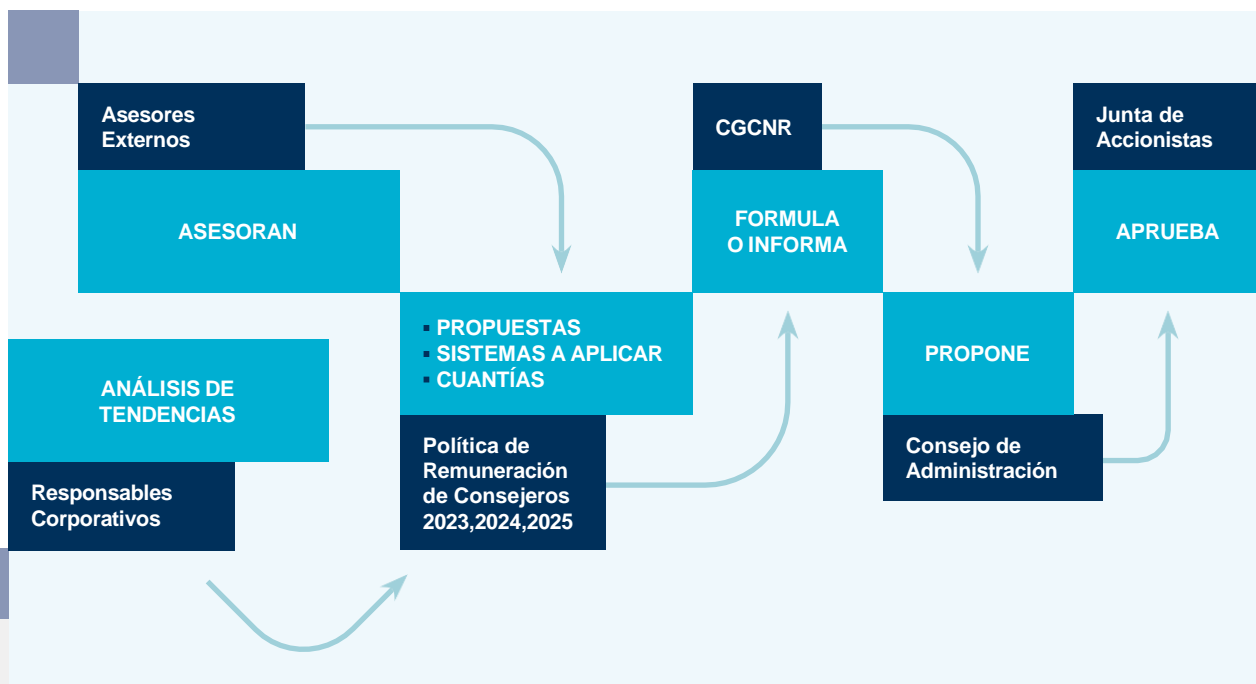 Asesores
Externos
ASESORAN
ANÁLISIS DE
TENDENCIAS
Responsables
Corporativos
▪ PROPUESTAS
▪ SISTEMAS A APLICAR
▪ CUANTÍAS
Política de
Remuneración
de Consejeros
2023,2024,2025
CGCNR
FORMULA
O INFORMA
PROPONE
Consejo de
Administración
Junta de
Accionistas
APRUEBA